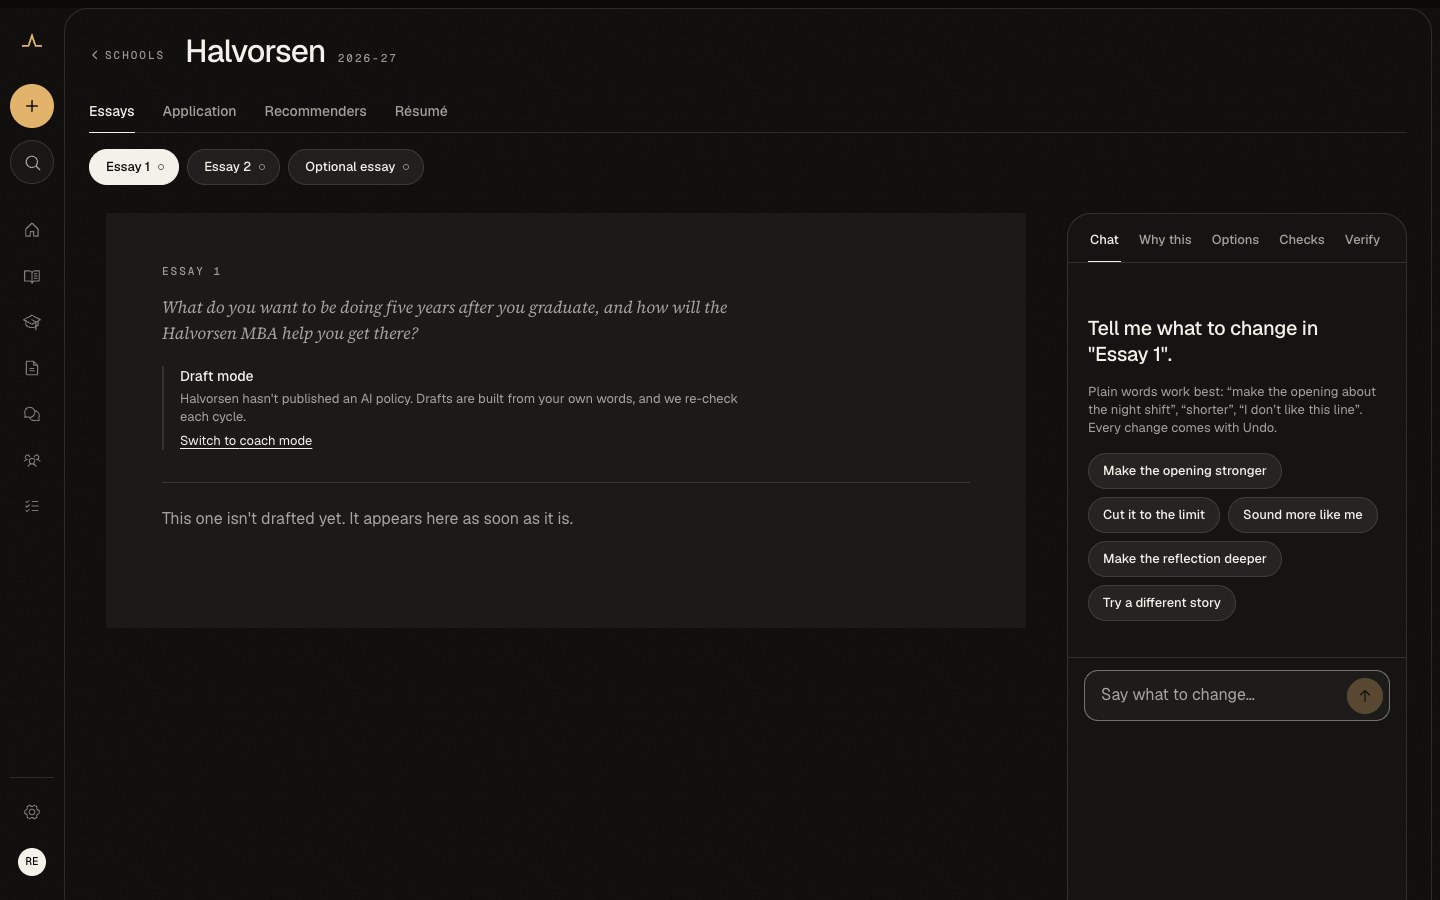 SCHOOLS
Halvorsen
2026-27
Essays
Application
Recommenders
Résumé
Essay 1
Essay 2
Optional essay
ESSAY 1
What do you want to be doing five years after you graduate, and how will the
Halvorsen MBA help you get there?
Draft mode
Halvorsen hasn't published an AI policy. Drafts are built from your own words, and we re-check
each cycle.
Switch to coach mode
This one isn't drafted yet. It appears here as soon as it is.
Chat
Why this
Options
Checks
Verify
Tell me what to change in
"Essay 1".
Plain words work best: “make the opening about
the night shift”, “shorter”, “I don’t like this line”.
Every change comes with Undo.
Make the opening stronger
Cut it to the limit
Sound more like me
Make the reflection deeper
Try a different story
Say what to change...
RE